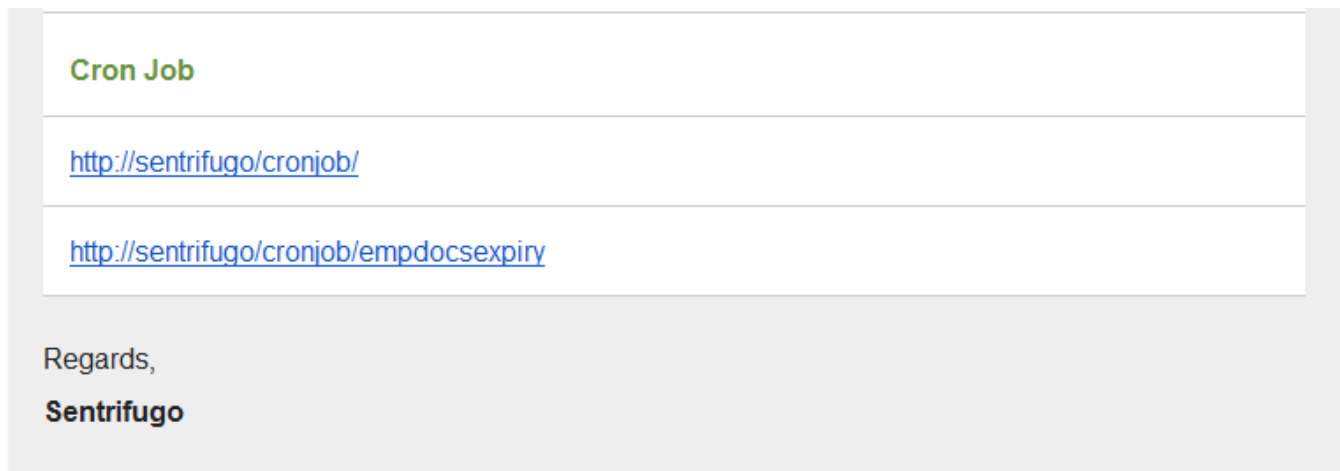 Cron Job
http://sentrifugo/cronjob/
http://sentrifugo/cronjob/empdocsexpiry
Regards,
Sentrifugo